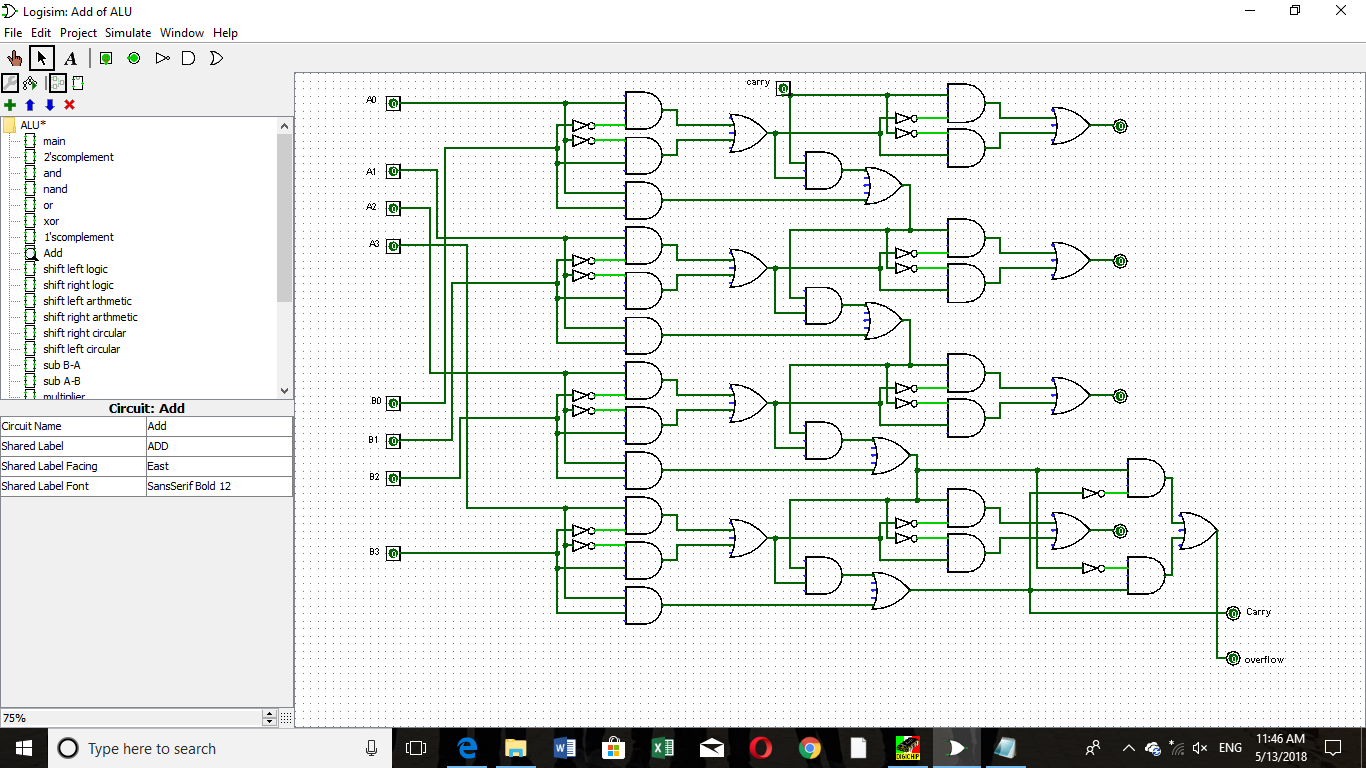 Logisim: Add of ALU
File Edit Project Simulate Window Help
A
ALU*
main
2'scomplement
and
nand
or
xor
1'scomplement
Add
shift left logic
shift right logic
shift left arthmetic
shift right arthmetic
shift right circular
shift left circular
sub B-A
sub A-B
multiplier
Circuit: Add
Circuit Name Add
Shared Label ADD
Shared Label Facing East
Shared Label Font SansSerif Bold 12
75%
carry
A0
A1
A2
A3
B0
B1
B2
B3
Carry
overflow
Type here to search
DIGICHIP
ENG
11:46 AM
5/13/2018